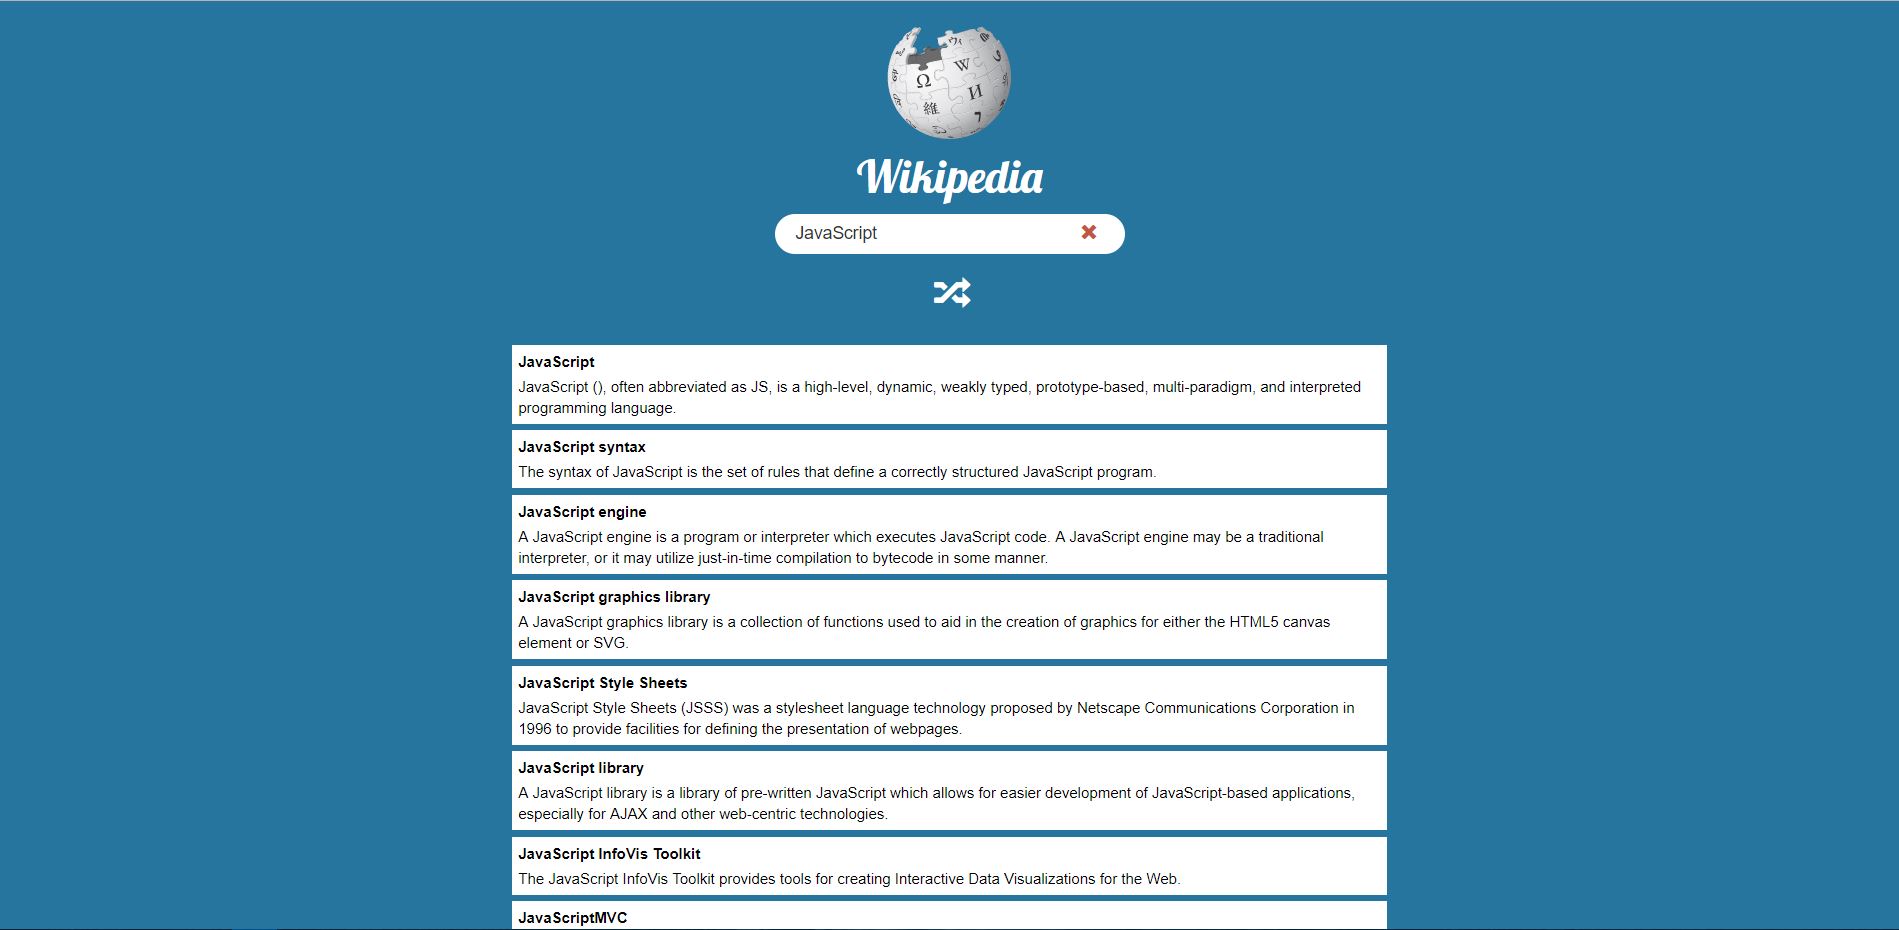 Ω W И 維 ウィ
Wikipedia
JavaScript
JavaScript
JavaScript (), often abbreviated as JS, is a high-level, dynamic, weakly typed, prototype-based, multi-paradigm, and interpreted
programming language.
JavaScript syntax
The syntax of JavaScript is the set of rules that define a correctly structured JavaScript program.
JavaScript engine
A JavaScript engine is a program or interpreter which executes JavaScript code. A JavaScript engine may be a traditional
interpreter, or it may utilize just-in-time compilation to bytecode in some manner.
JavaScript graphics library
A JavaScript graphics library is a collection of functions used to aid in the creation of graphics for either the HTML5 canvas
element or SVG.
JavaScript Style Sheets
JavaScript Style Sheets (JSSS) was a stylesheet language technology proposed by Netscape Communications Corporation in
1996 to provide facilities for defining the presentation of webpages.
JavaScript library
A JavaScript library is a library of pre-written JavaScript which allows for easier development of JavaScript-based applications,
especially for AJAX and other web-centric technologies.
JavaScript InfoVis Toolkit
The JavaScript InfoVis Toolkit provides tools for creating Interactive Data Visualizations for the Web.
JavaScriptMVC